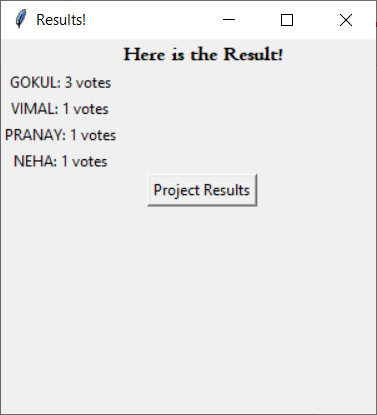 Results!
Here is the Result!
GOKUL: 3 votes
VIMAL: 1 votes
PRANAY: 1 votes
NEHA: 1 votes
Project Results